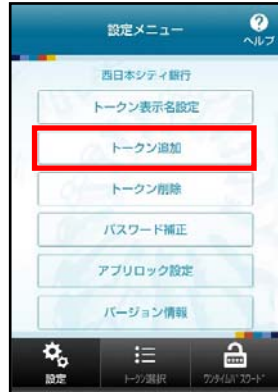 設定メニュー
?
ヘルプ
西日本シティ銀行
トークン表示名設定
トークン追加
トークン削除
パスワード補正
アプリロック設定
バージョン情報
設定
トークン選択
ワンタイムパスワード